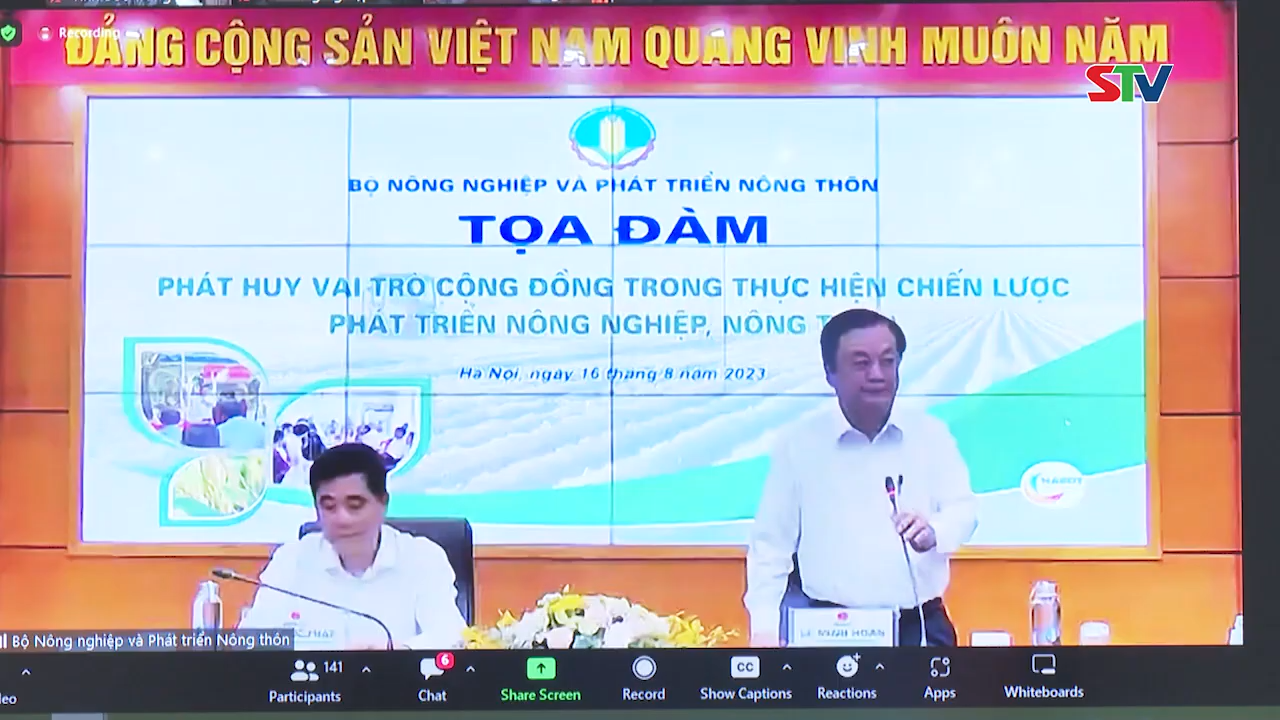 Recording
ĐẢNG CỘNG SẢN VIỆT NAM QUANG VINH MUÔN NĂM
STV
BỘ NÔNG NGHIỆP VÀ PHÁT TRIỂN NÔNG THÔN
TỌA ĐÀM
PHÁT HUY VAI TRÒ CỘNG ĐỒNG TRONG THỰC HIỆN CHIẾN LƯỢC
PHÁT TRIỂN NÔNG NGHIỆP, NÔNG
Hà Nội, ngày 16 tháng 8 năm 2023
LÊ MINH HOAN
Bộ Nông nghiệp và Phát triển Nông thôn
141
6
CC
Participants
Chat
Share Screen
Record
Show Captions
Reactions
Apps
Whiteboards